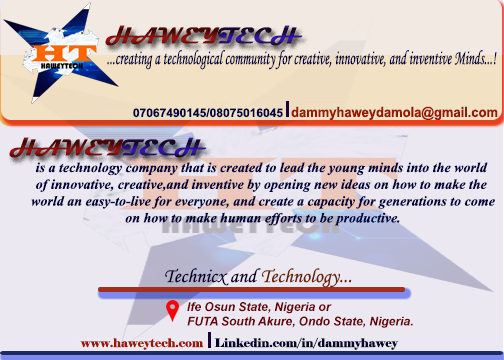 HT
HAWEYTECH
HAWEYTECH
...creating a technological community for creative, innovative, and inventive Minds...!
07067490145/08075016045|dammyhaweydamola@gmail.com
HAWEYTECH
is a technology company that is created to lead the young minds into the world
of innovative, creative,and inventive by opening new ideas on how to make the
world an easy-to-live for everyone, and create a capacity for generations to come
on how to make human efforts to be productive.
HAWEYTECH
Technicx and Technology...
Ife Osun State, Nigeria or
FUTA South Akure, Ondo State, Nigeria.
www.haweytech.com | Linkedin.com/in/dammyhawey